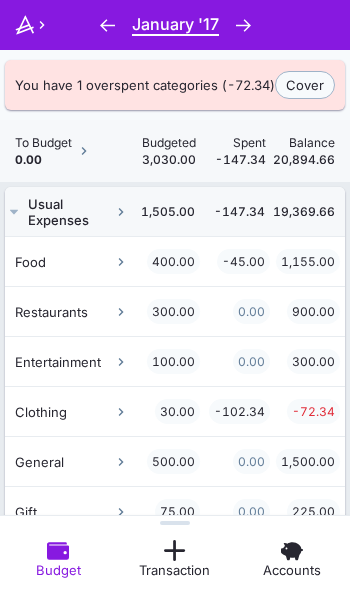 January '17
You have 1 overspent categories (-72.34) Cover
To Budget Budgeted Spent Balance
0.00 3,030.00 -147.34 20,894.66
Usual Expenses 1,505.00 -147.34 19,369.66
Food 400.00 -45.00 1,155.00
Restaurants 300.00 0.00 900.00
Entertainment 100.00 0.00 300.00
Clothing 30.00 -102.34 -72.34
General 500.00 0.00 1,500.00
Gift 75.00 0.00 225.00
Budget Transaction Accounts